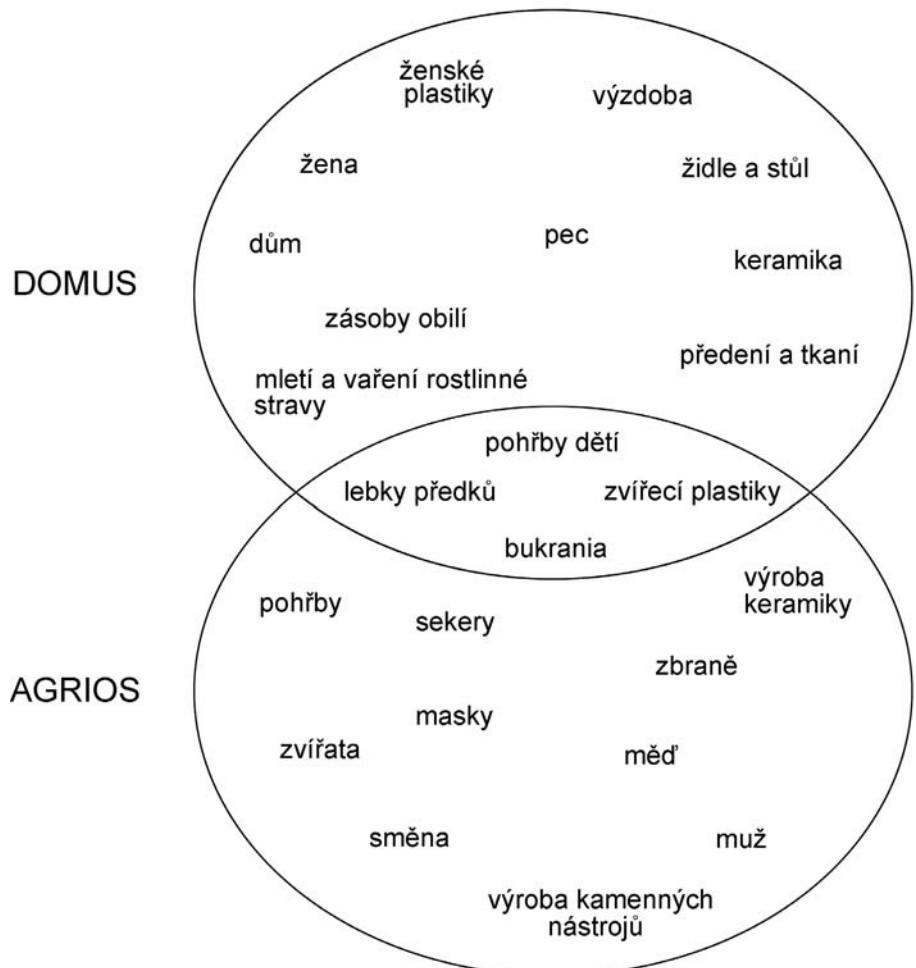 ženské
plastiky
výzdoba
žena
židle a stůl
dům
pec
keramika
DOMUS
zásoby obilí
předení a tkaní
mletí a vaření rostlinné
stravy
pohřby dětí
lebky předků
zvířecí plastiky
bukrania
výroba
keramiky
pohřby
sekery
zbraně
AGRIOS
masky
zvířata
měď
směna
muž
výroba kamenných
nástrojů